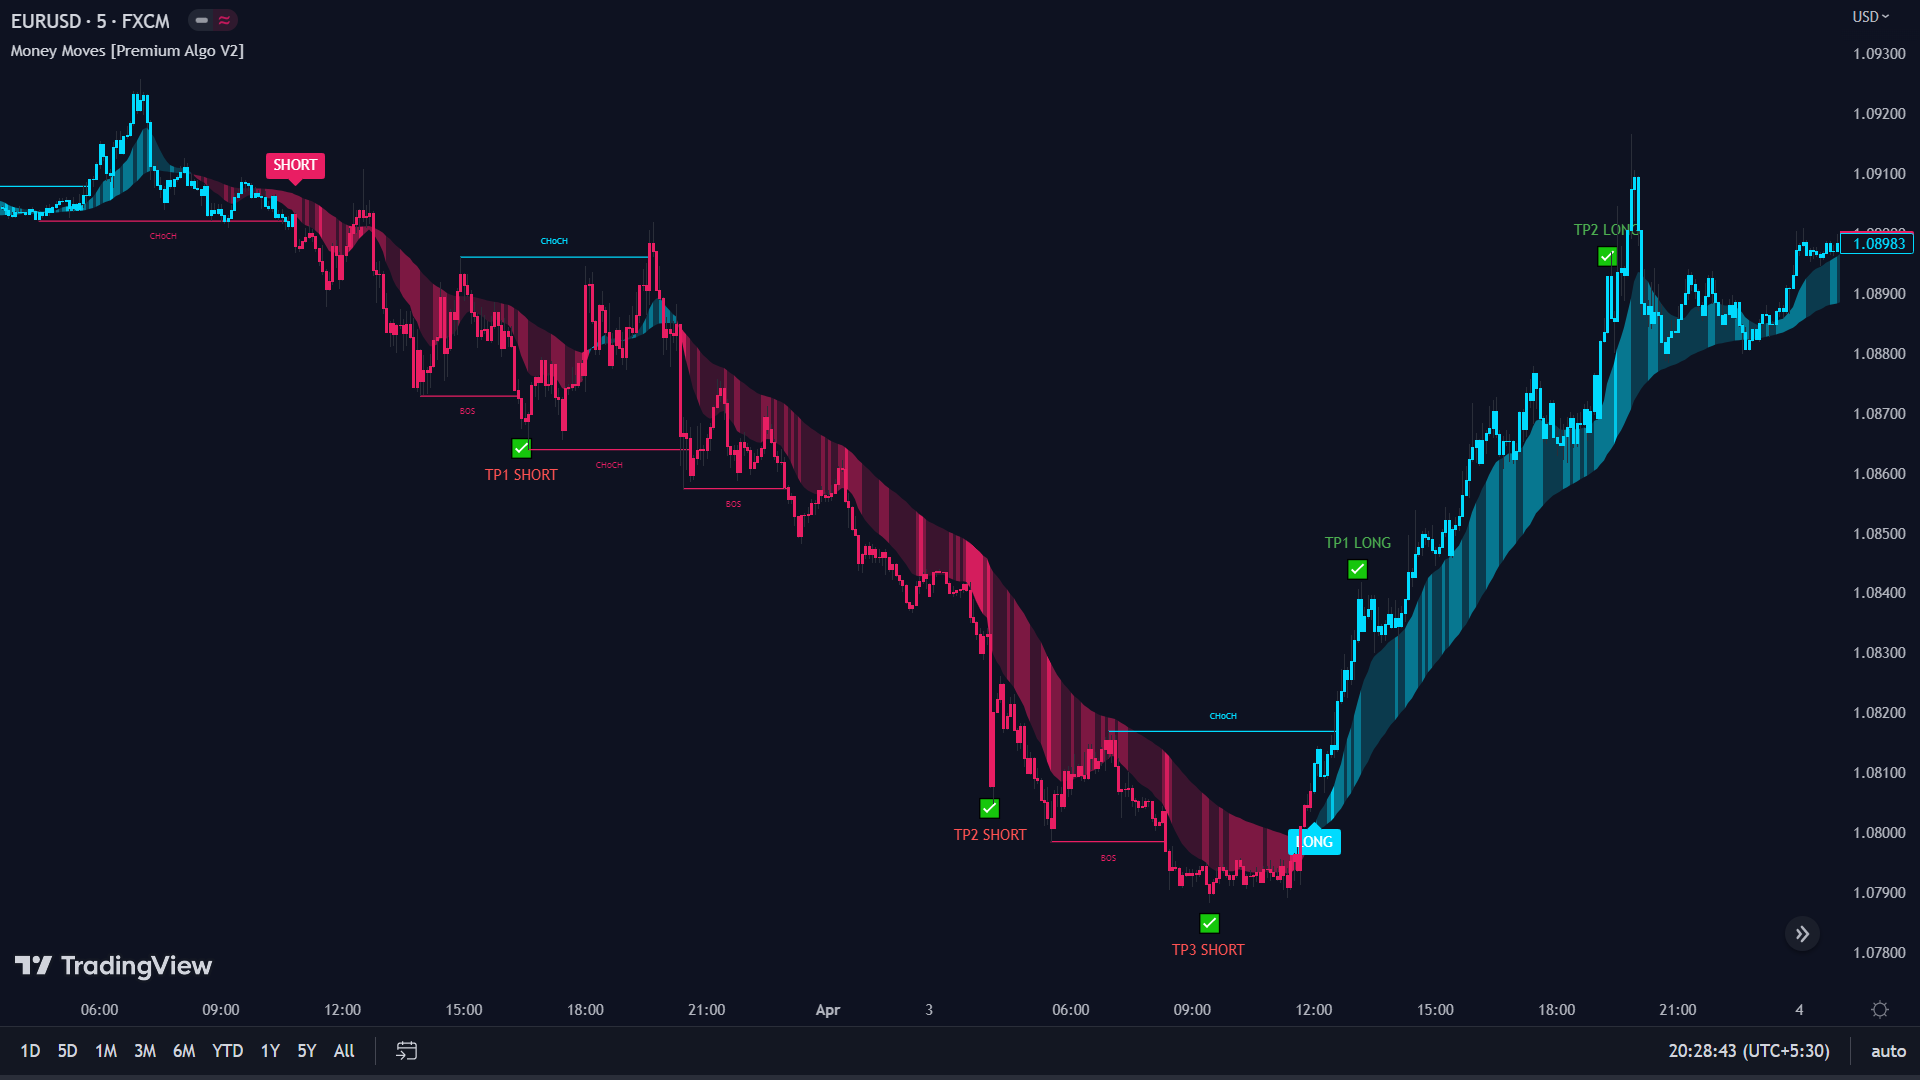 EURUSD · 5 · FXCM
USD
Money Moves [Premium Algo V2]
1.09300
1.09200
SHORT
1.09100
TP2 LONG
CHoCH
CHoCH
1.08983
1.08900
1.08800
BOS
1.08700
TP1 SHORT
CHoCH
1.08600
BOS
1.08500
TP1 LONG
1.08400
1.08300
CHoCH
1.08200
1.08100
TP2 SHORT
1.08000
LONG
BOS
1.07900
TP3 SHORT
1.07800
TradingView
06:00 09:00 12:00 15:00 18:00 21:00 Apr 3 06:00 09:00 12:00 15:00 18:00 21:00 4
1D 5D 1M 3M 6M YTD 1Y 5Y All 20:28:43 (UTC+5:30) auto